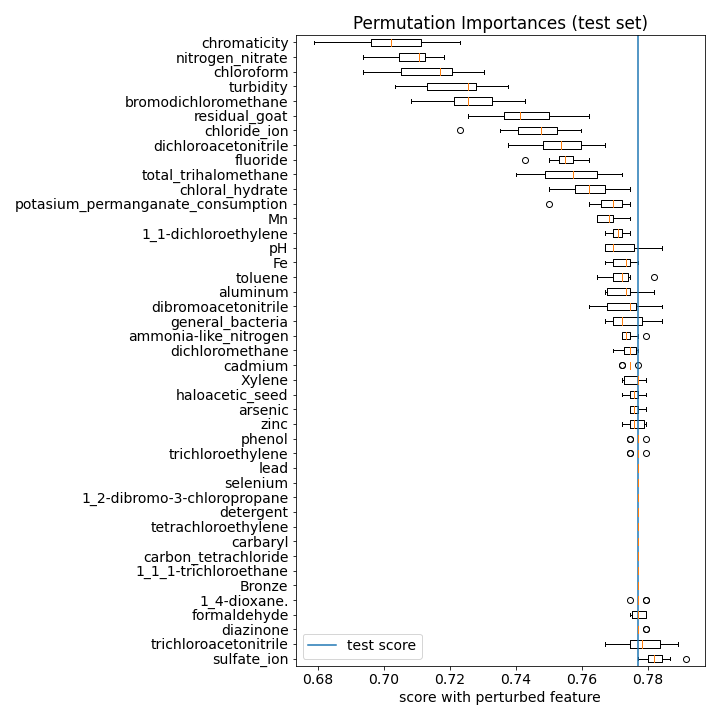 Permutation Importances (test set)
chromaticity
nitrogen_nitrate
chloroform
turbidity
bromodichloromethane
residual_goat
chloride_ion
dichloroacetonitrile
fluoride
total_trihalomethane
chloral_hydrate
potasium_permanganate_consumption
Mn
1_1-dichloroethylene
pH
Fe
toluene
aluminum
dibromoacetonitrile
general_bacteria
ammonia-like_nitrogen
dichloromethane
cadmium
Xylene
haloacetic_seed
arsenic
zinc
phenol
trichloroethylene
lead
selenium
1_2-dibromo-3-chloropropane
detergent
tetrachloroethylene
carbaryl
carbon_tetrachloride
1_1_1-trichloroethane
Bronze
1_4-dioxane.
formaldehyde
diazinone
trichloroacetonitrile
sulfate_ion
test score
0.68 0.70 0.72 0.74 0.76 0.78
score with perturbed feature